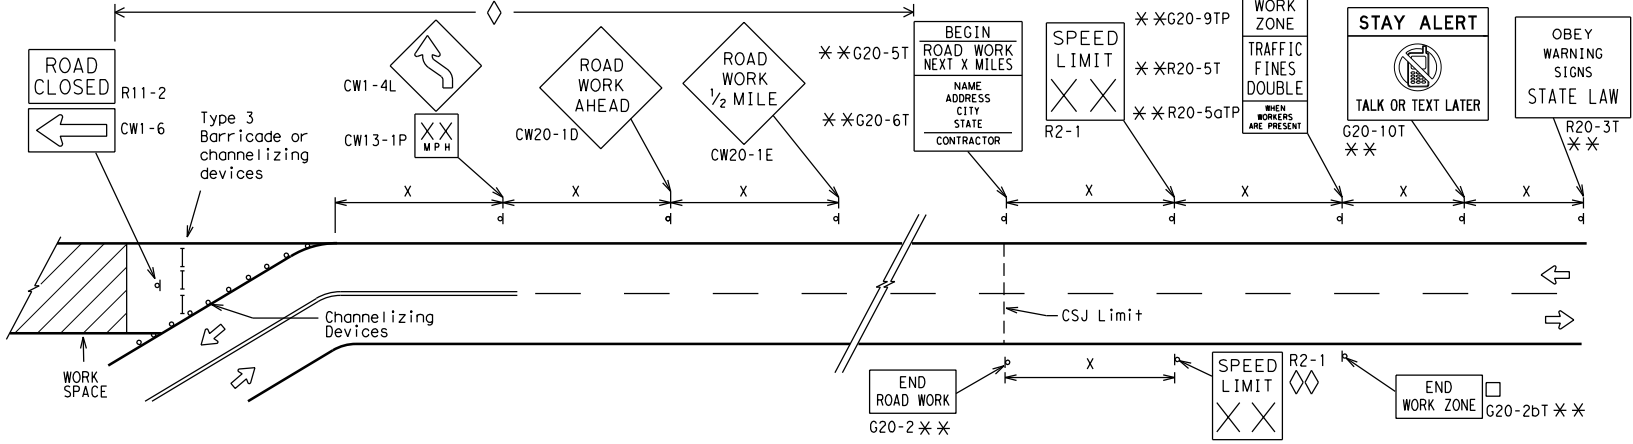 ROAD
CLOSED
R11-2
CW1-6
Type 3
Barricade or
channelizing
devices
CW1-4L
XX
MPH
CW13-1P
ROAD
WORK
AHEAD
CW20-1D
ROAD
WORK
1/2 MILE
CW20-1E
**G20-5T
**G20-6T
BEGIN
ROAD WORK
NEXT X MILES
NAME
ADDRESS
CITY
STATE
CONTRACTOR
SPEED
LIMIT
XX
R2-1
**G20-9TP
**R20-5T
**R20-5aTP
WORK
ZONE
TRAFFIC
FINES
DOUBLE
WHEN
WORKERS
ARE PRESENT
STAY ALERT
TALK OR TEXT LATER
G20-10T
**
OBEY
WARNING
SIGNS
STATE LAW
R20-3T
**
X
X
X
X
X
X
X
Channelizing
Devices
CSJ Limit
WORK
SPACE
END
ROAD WORK
G20-2**
X
SPEED
LIMIT
XX
R2-1
END
WORK ZONE
G20-2bT**